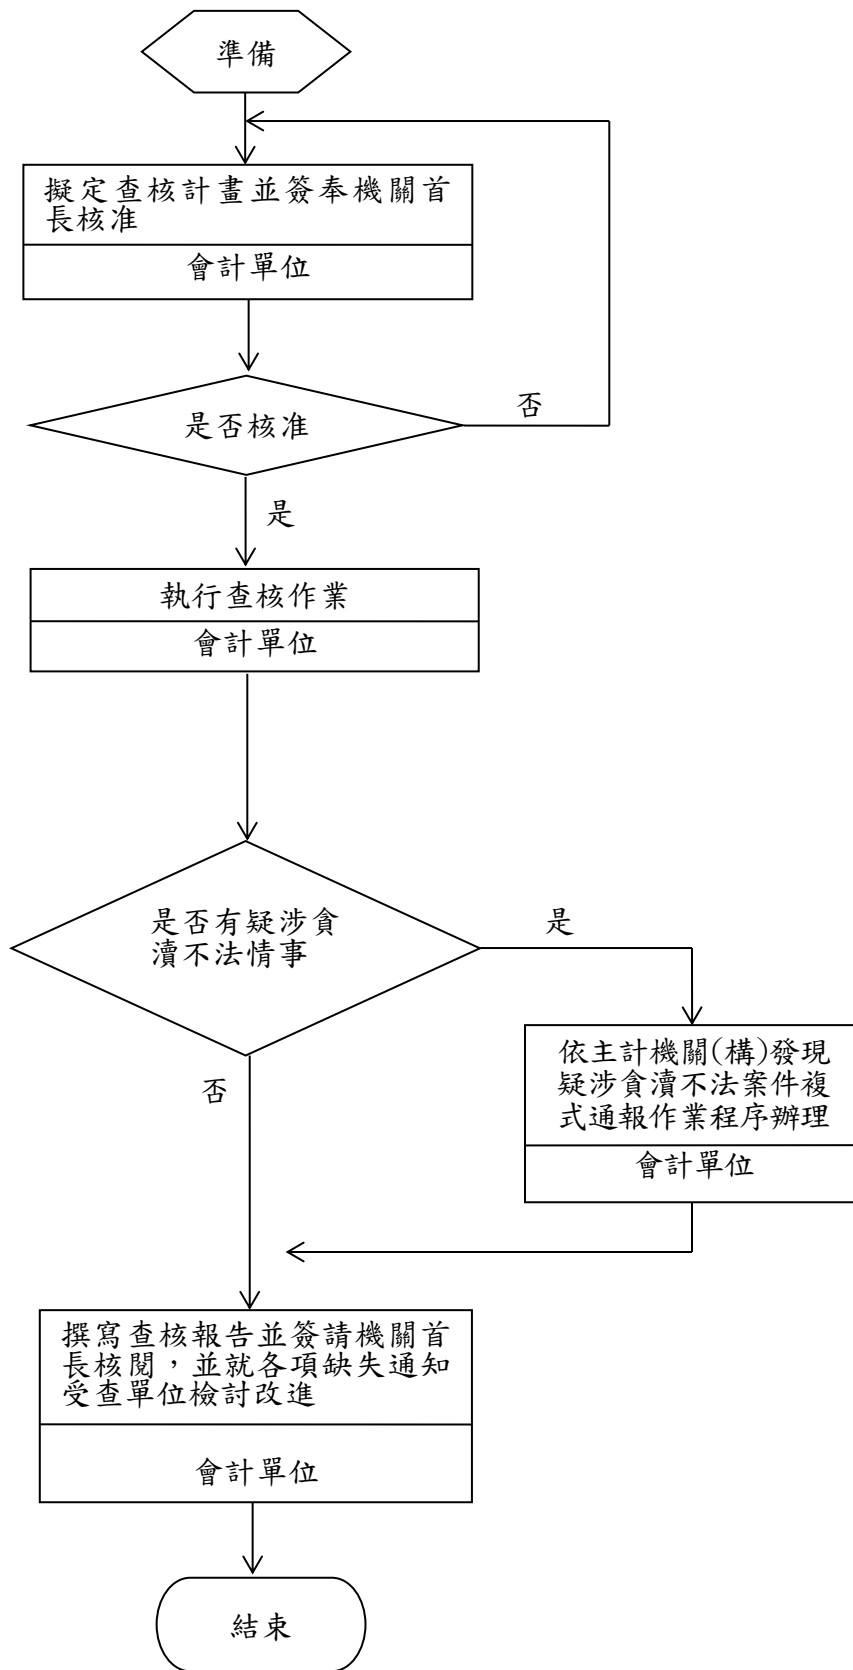 準備
擬定查核計畫並簽奉機關首
長核准
會計單位
是否核准
否
是
執行查核作業
會計單位
是否有疑涉貪
瀆不法情事
是
否
依主計機關(構)發現
疑涉貪瀆不法案件複
式通報作業程序辦理
會計單位
撰寫查核報告並簽請機關首
長核閱，並就各項缺失通知
受查單位檢討改進
會計單位
結束